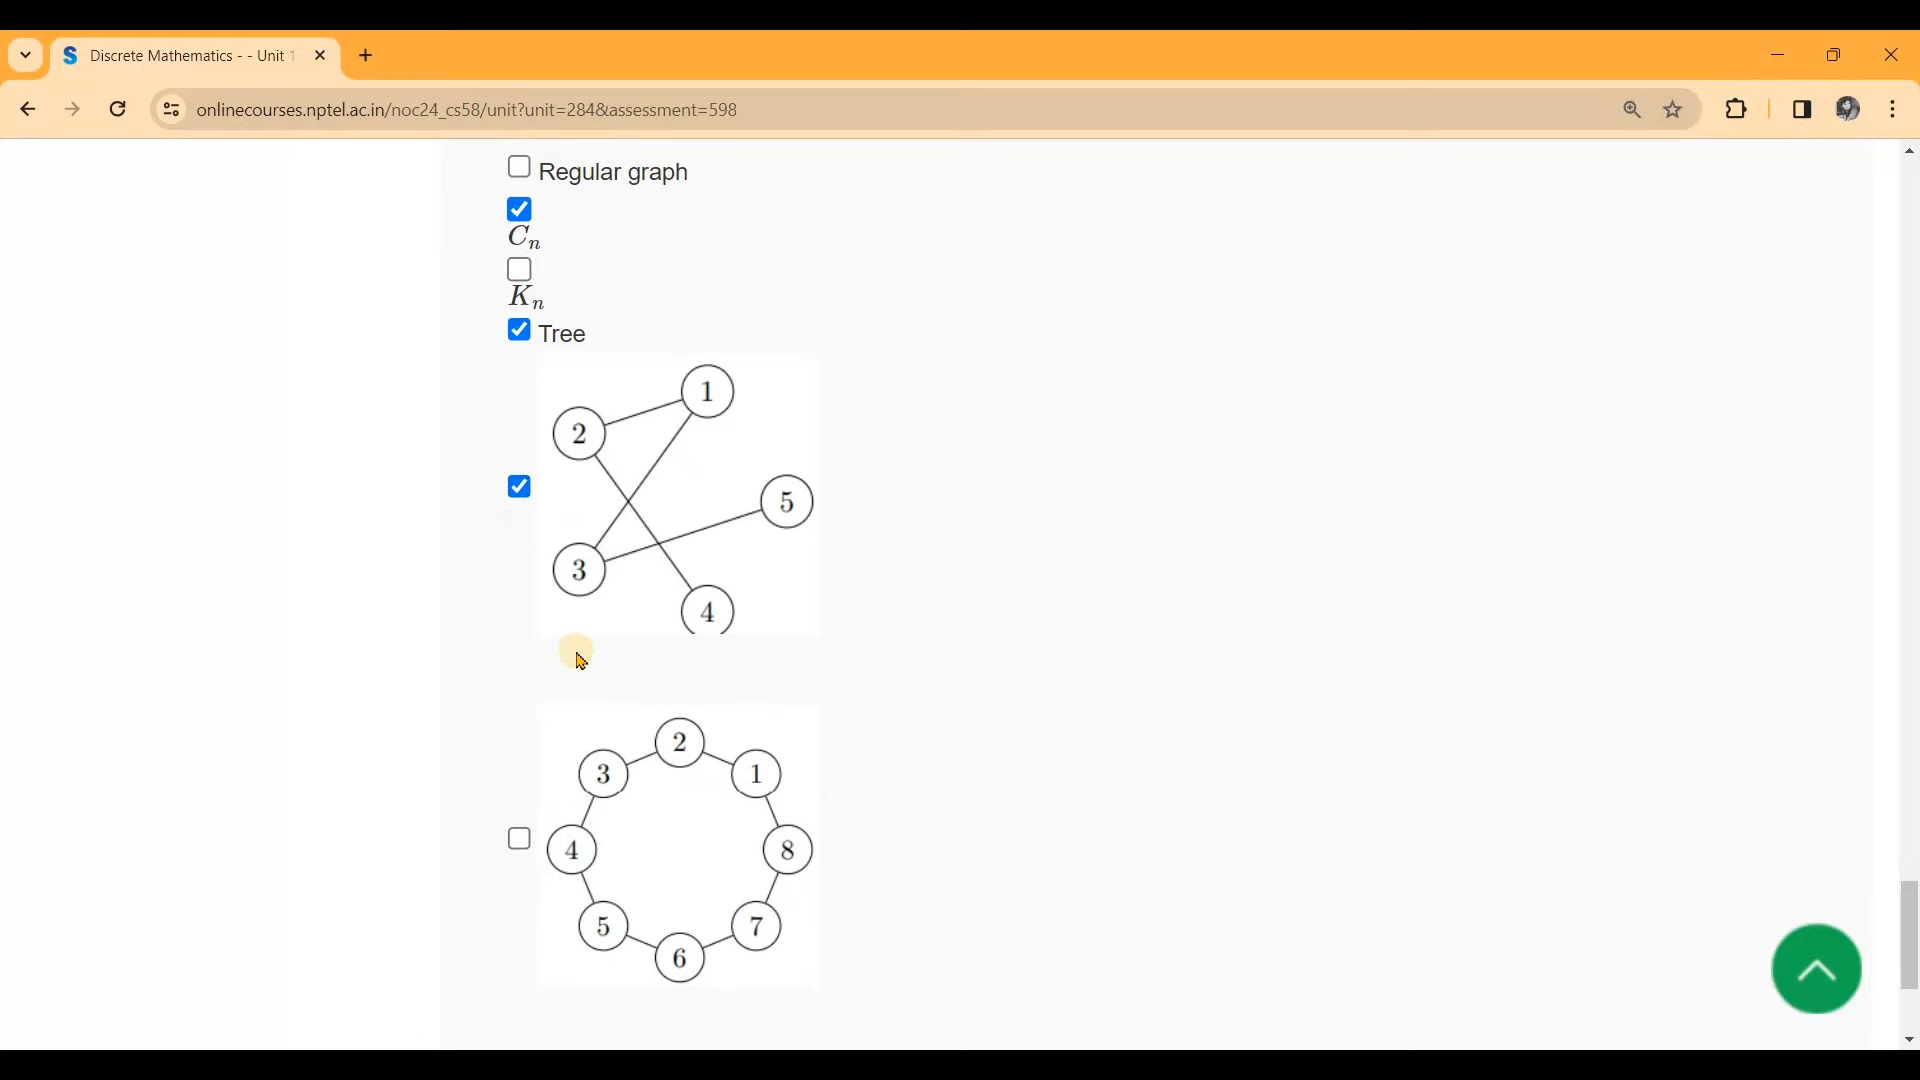 Discrete Mathematics - - Unit 1
onlinecourses.nptel.ac.in/noc24_cs58/unit?unit=284&assessment=598
Regular graph
Cn
Kn
Tree
1
2
5
3
4
2
3 1
4 8
5 7
6